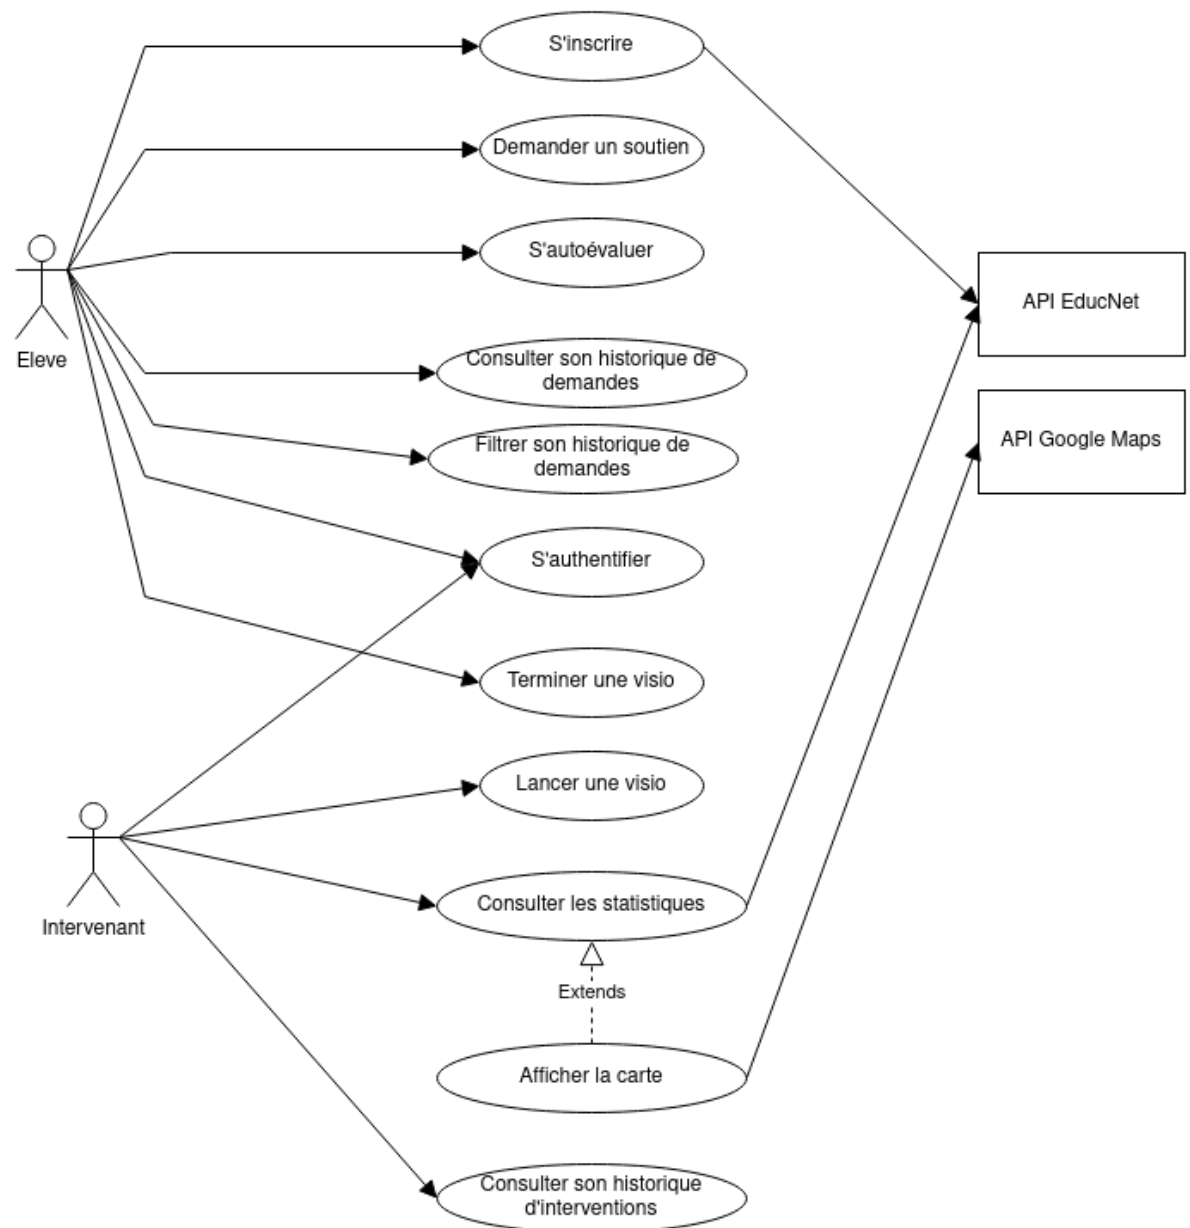 S'inscrire
Demander un soutien
S'autoévaluer
Eleve
API EducNet
Consulter son historique de
demandes
API Google Maps
Filtrer son historique de
demandes
S'authentifier
Terminer une visio
Lancer une visio
Intervenant
Consulter les statistiques
Extends
Afficher la carte
Consulter son historique
d'interventions